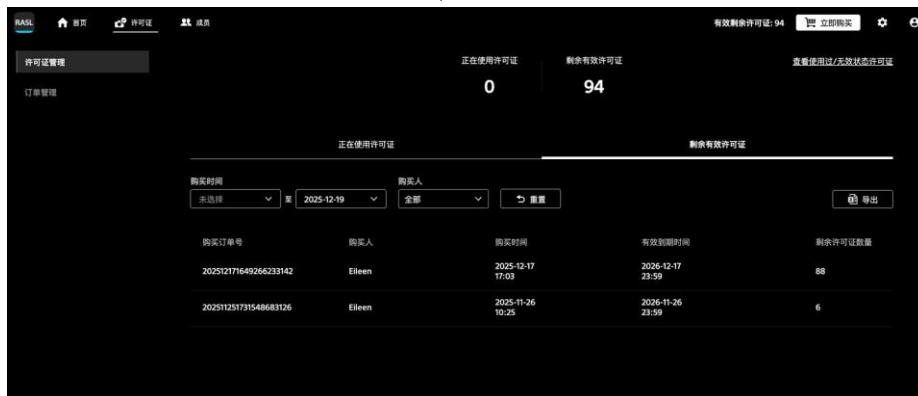 RASL 首页 许可证 成员 有效剩余许可证: 94 立即购买
许可证管理
订单管理
正在使用许可证 剩余有效许可证 查看使用过/无效状态许可证
0 94
正在使用许可证 剩余有效许可证
购买时间 购买人
未选择 至 2025-12-19 全部 重置 导出
购买订单号 购买人 购买时间 有效到期时间 剩余许可证数量
202512171649266233142 Eileen 2025-12-17 17:03 2026-12-17 23:59 88
202511251731548683126 Eileen 2025-11-26 10:25 2026-11-26 23:59 6